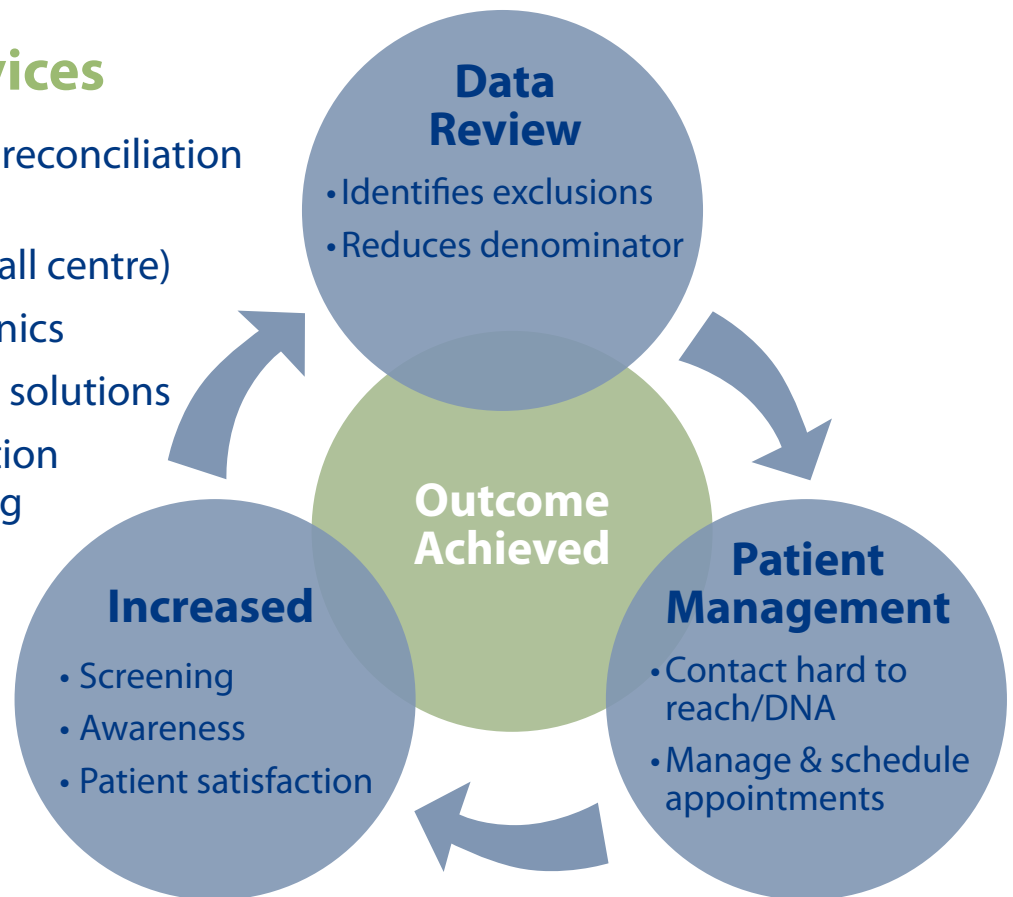 vices
reconciliation
all centre)
nics
solutions
tion
g
Data
Review
• Identifies exclusions
• Reduces denominator
Outcome
Achieved
Patient
Management
• Contact hard to
reach/DNA
• Manage & schedule
appointments
Increased
• Screening
• Awareness
• Patient satisfaction